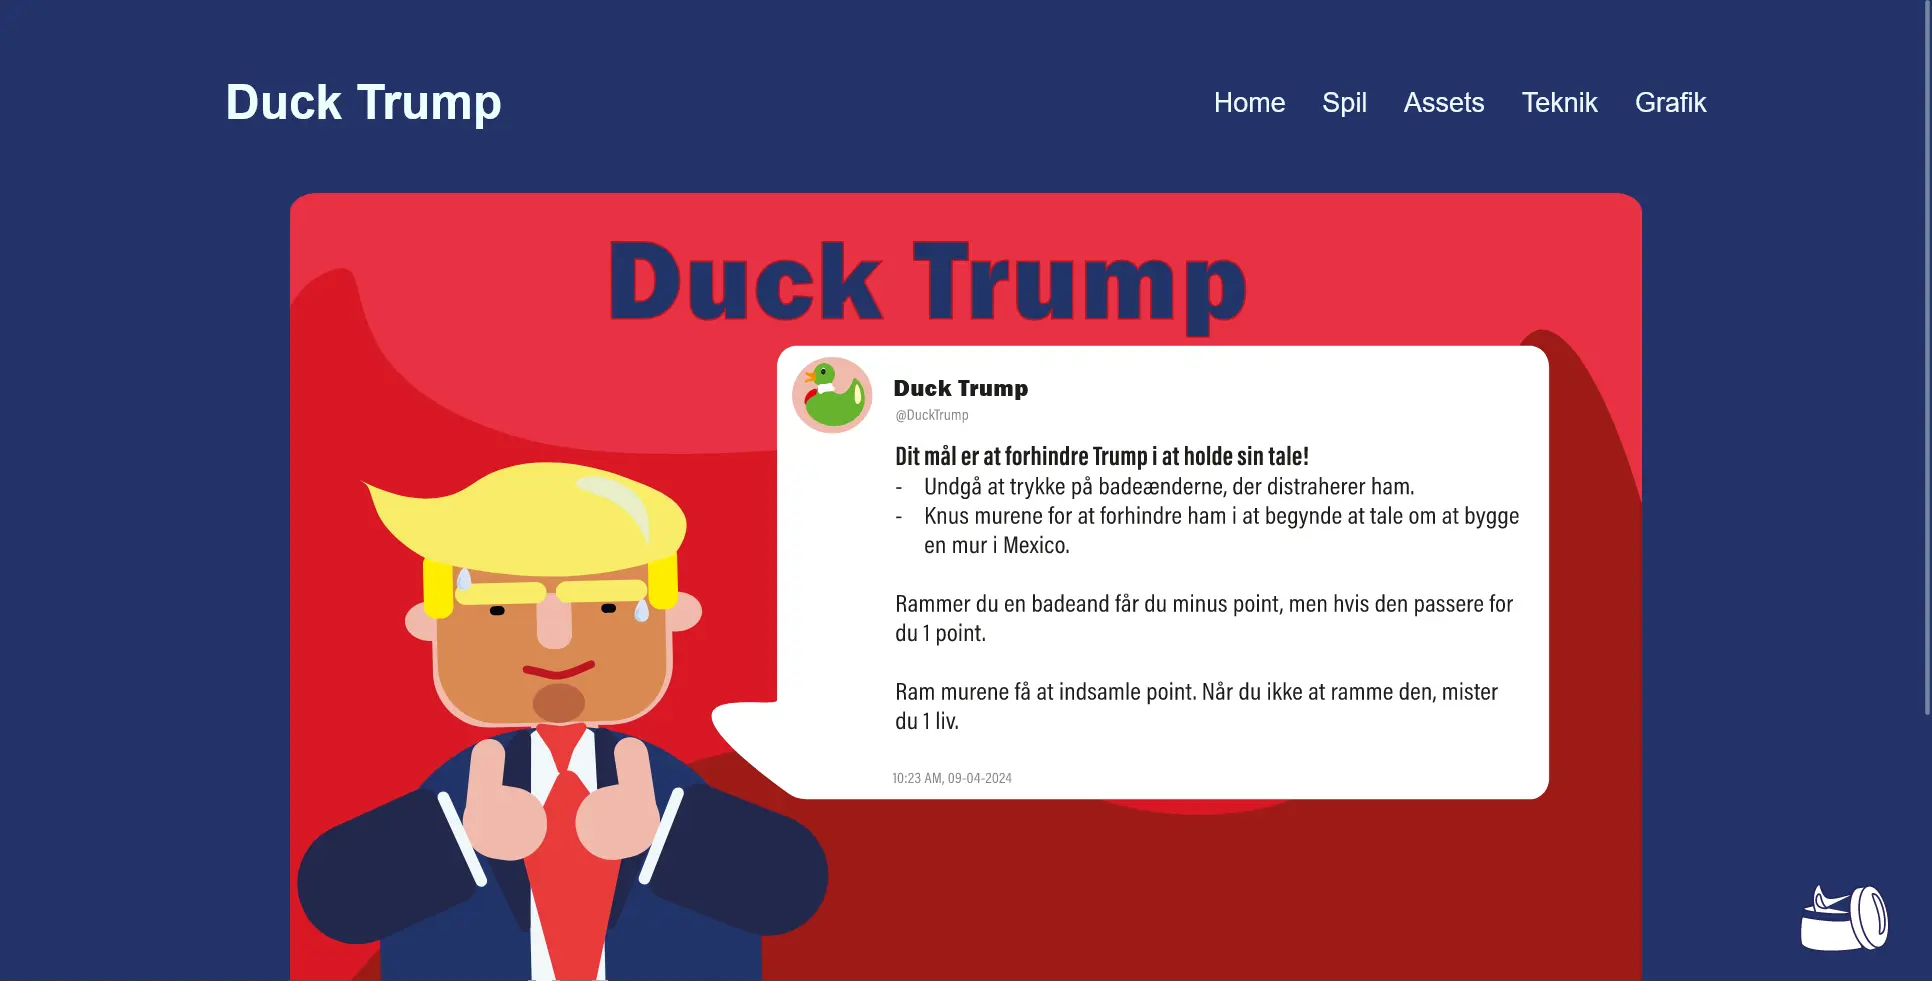 Duck Trump
Home Spil Assets Teknik Grafik
Duck Trump
Duck Trump
@DuckTrump
Dit mål er at forhindre Trump i at holde sin tale!
- Undgå at trykke på badeænderne, der distraherer ham.
- Knus murene for at forhindre ham i at begynde at tale om at bygge
en mur i Mexico.
Rammer du en badeand får du minus point, men hvis den passere for
du 1 point.
Ram murene få at indsamle point. Når du ikke at ramme den, mister
du 1 liv.
10:23 AM, 09-04-2024